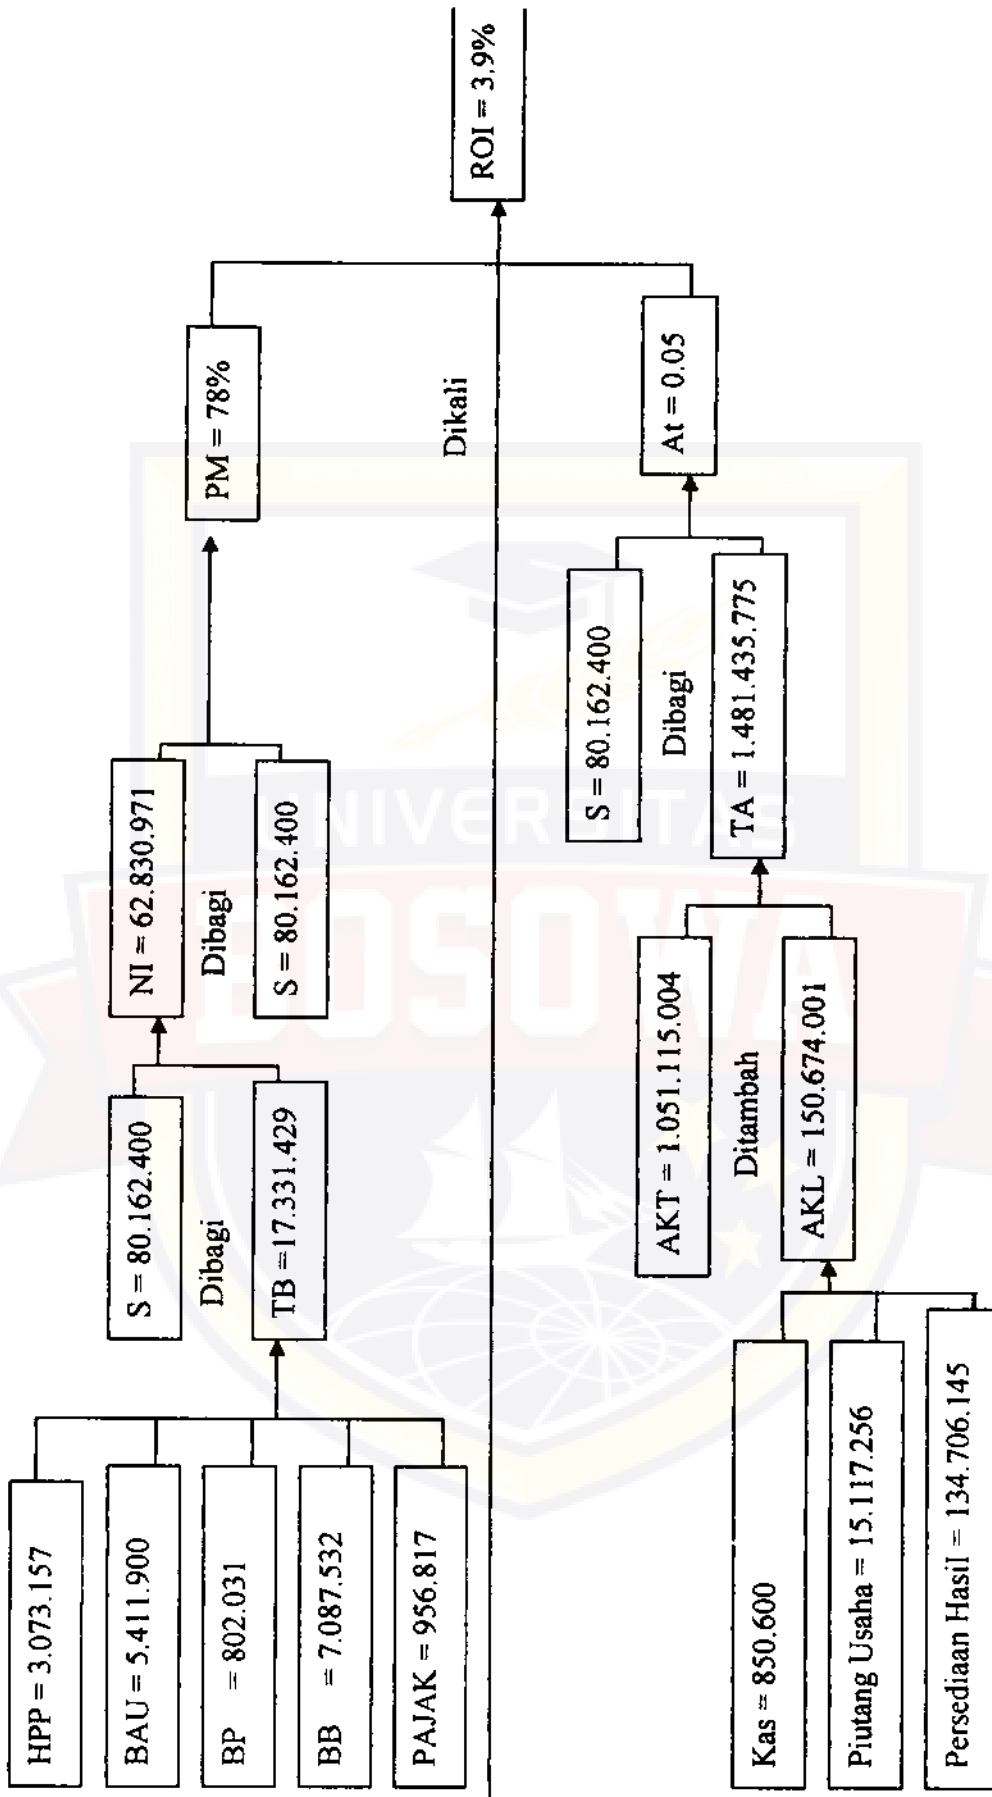 HPP = 3.073.157
BAU = 5.411.900
BP = 802.031
BB = 7.087.532
PAJAK = 956.817
S = 80.162.400
Dibagi
TB =17.331.429
NI = 62.830.971
Dibagi
S = 80.162.400
PM = 78%
Dikali
ROI = 3.9%
Kas = 850.600
Piutang Usaha = 15.117.256
Persediaan Hasil = 134.706.145
AKT = 1.051.115.004
Ditambah
AKL = 150.674.001
S = 80.162.400
Dibagi
TA = 1.481.435.775
At = 0.05
UNIVERSITAS
BOSOWA